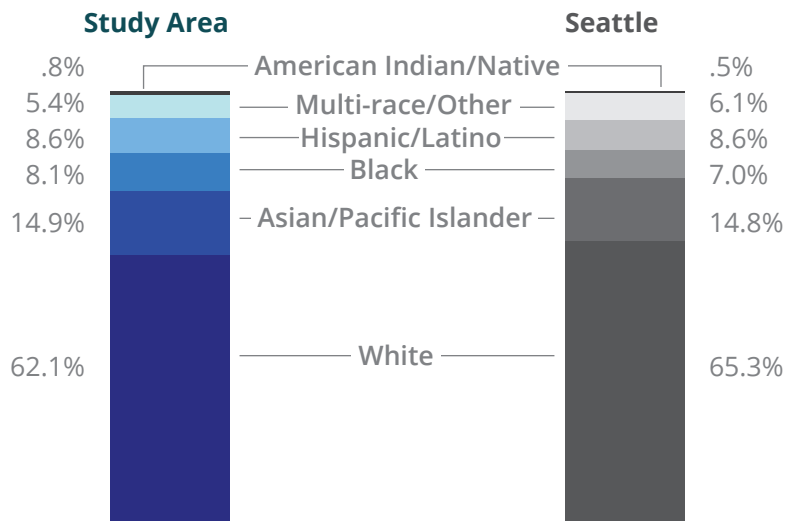 Study Area Seattle
.8% American Indian/Native .5%
5.4% Multi-race/Other 6.1%
8.6% Hispanic/Latino 8.6%
8.1% Black 7.0%
14.9% Asian/Pacific Islander 14.8%
62.1% White 65.3%